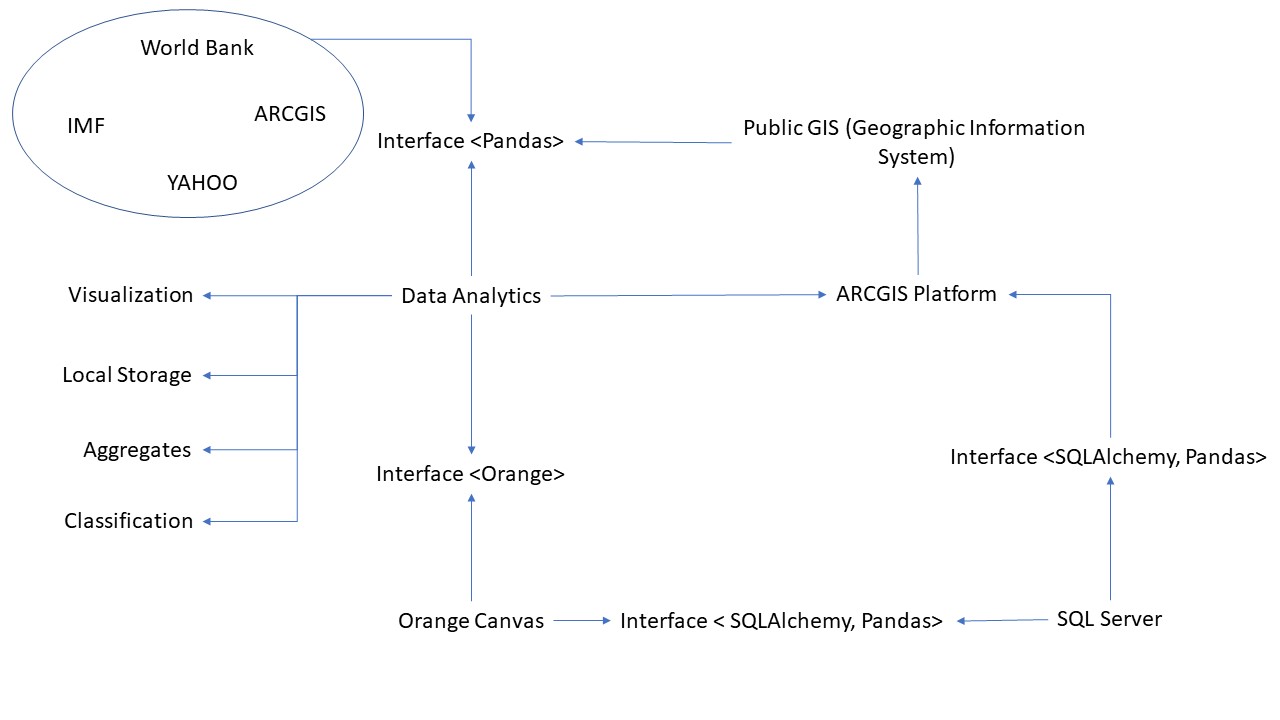 World Bank
IMF
ARCGIS
YAHOO
Interface <Pandas>
Public GIS (Geographic Information
System)
Visualization
Data Analytics
ARCGIS Platform
Local Storage
Aggregates
Interface <Orange>
Interface <SQLAlchemy, Pandas>
Classification
Orange Canvas
Interface < SQLAlchemy, Pandas>
SQL Server